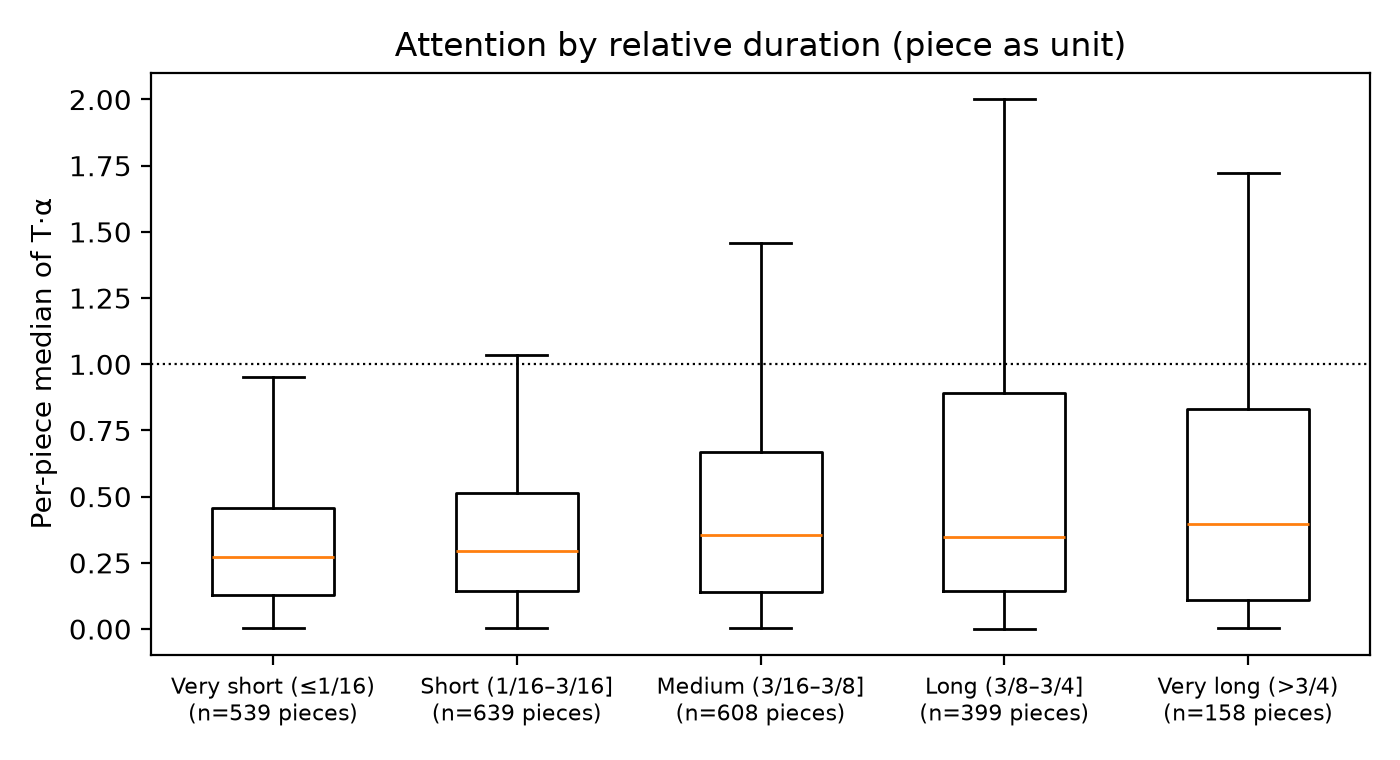 Attention by relative duration (piece as unit)
Per-piece median of T·α
2.00
1.75
1.50
1.25
1.00
0.75
0.50
0.25
0.00
Very short (≤1/16)
(n=539 pieces)
Short (1/16–3/16]
(n=639 pieces)
Medium (3/16–3/8]
(n=608 pieces)
Long (3/8–3/4]
(n=399 pieces)
Very long (>3/4)
(n=158 pieces)